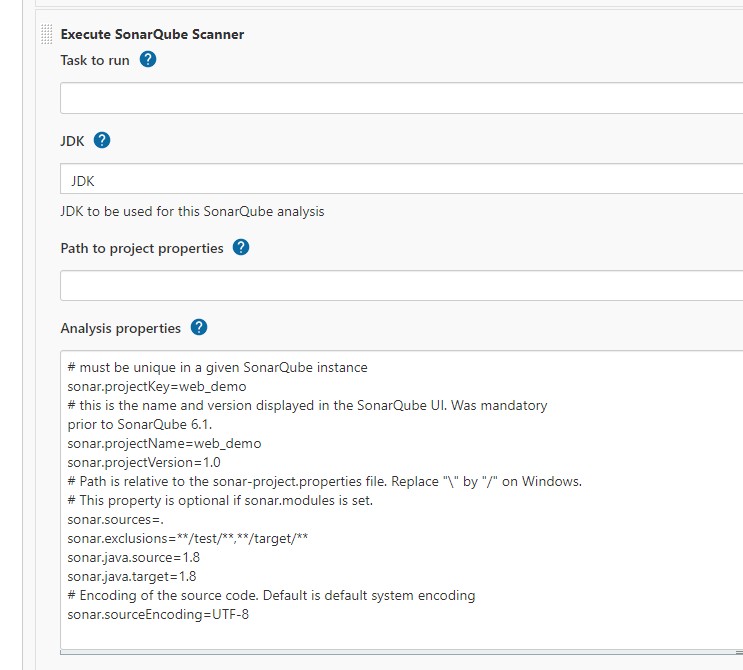 Execute SonarQube Scanner
Task to run ?
JDK ?
JDK
JDK to be used for this SonarQube analysis
Path to project properties ?
Analysis properties ?
# must be unique in a given SonarQube instance
sonar.projectKey=web_demo
# this is the name and version displayed in the SonarQube UI. Was mandatory
prior to SonarQube 6.1.
sonar.projectName=web_demo
sonar.projectVersion=1.0
# Path is relative to the sonar-project.properties file. Replace "\" by "/" on Windows.
# This property is optional if sonar.modules is set.
sonar.sources=.
sonar.exclusions=**/test/**,**/target/**
sonar.java.source=1.8
sonar.java.target=1.8
# Encoding of the source code. Default is default system encoding
sonar.sourceEncoding=UTF-8